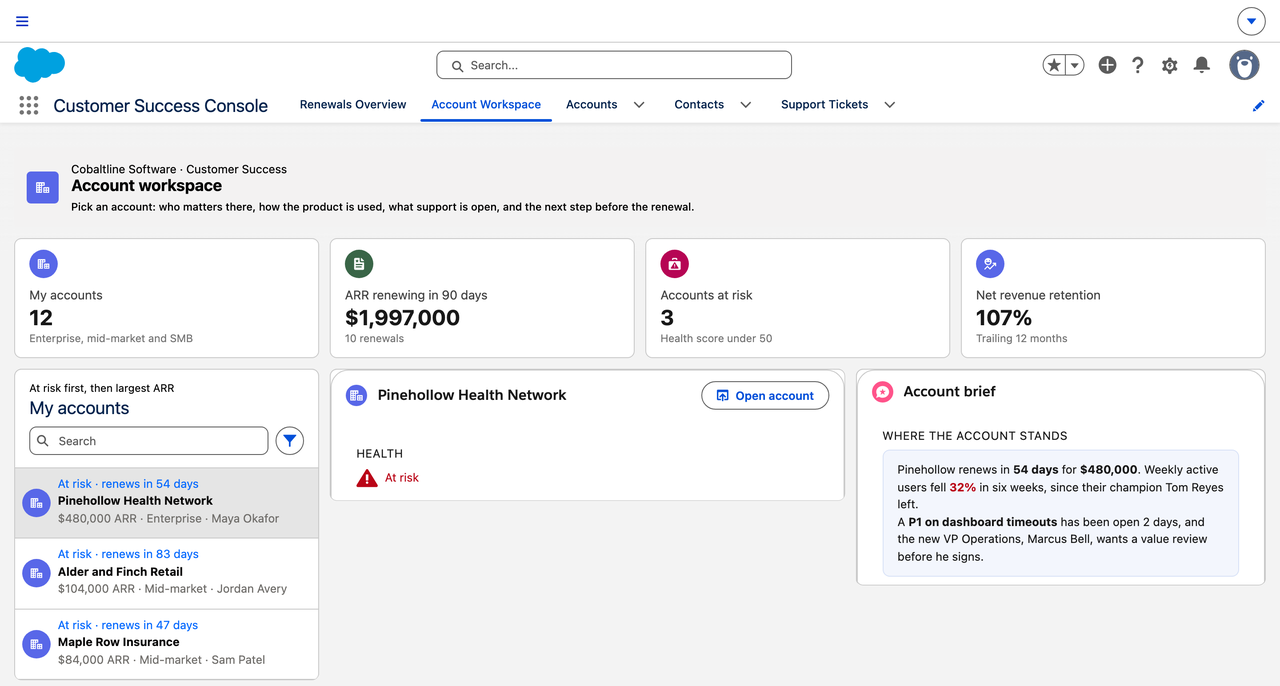 Search...
Customer Success Console
Renewals Overview
Account Workspace
Accounts
Contacts
Support Tickets
Cobaltline Software · Customer Success
Account workspace
Pick an account: who matters there, how the product is used, what support is open, and the next step before the renewal.
My accounts
12
Enterprise, mid-market and SMB
ARR renewing in 90 days
$1,997,000
10 renewals
Accounts at risk
3
Health score under 50
Net revenue retention
107%
Trailing 12 months
At risk first, then largest ARR
My accounts
Search
At risk · renews in 54 days
Pinehollow Health Network
$480,000 ARR · Enterprise · Maya Okafor
At risk · renews in 83 days
Alder and Finch Retail
$104,000 ARR · Mid-market · Jordan Avery
At risk · renews in 47 days
Maple Row Insurance
$84,000 ARR · Mid-market · Sam Patel
Pinehollow Health Network
Open account
HEALTH
At risk
Account brief
WHERE THE ACCOUNT STANDS
Pinehollow renews in 54 days for $480,000. Weekly active
users fell 32% in six weeks, since their champion Tom Reyes
left.
A P1 on dashboard timeouts has been open 2 days, and
the new VP Operations, Marcus Bell, wants a value review
before he signs.